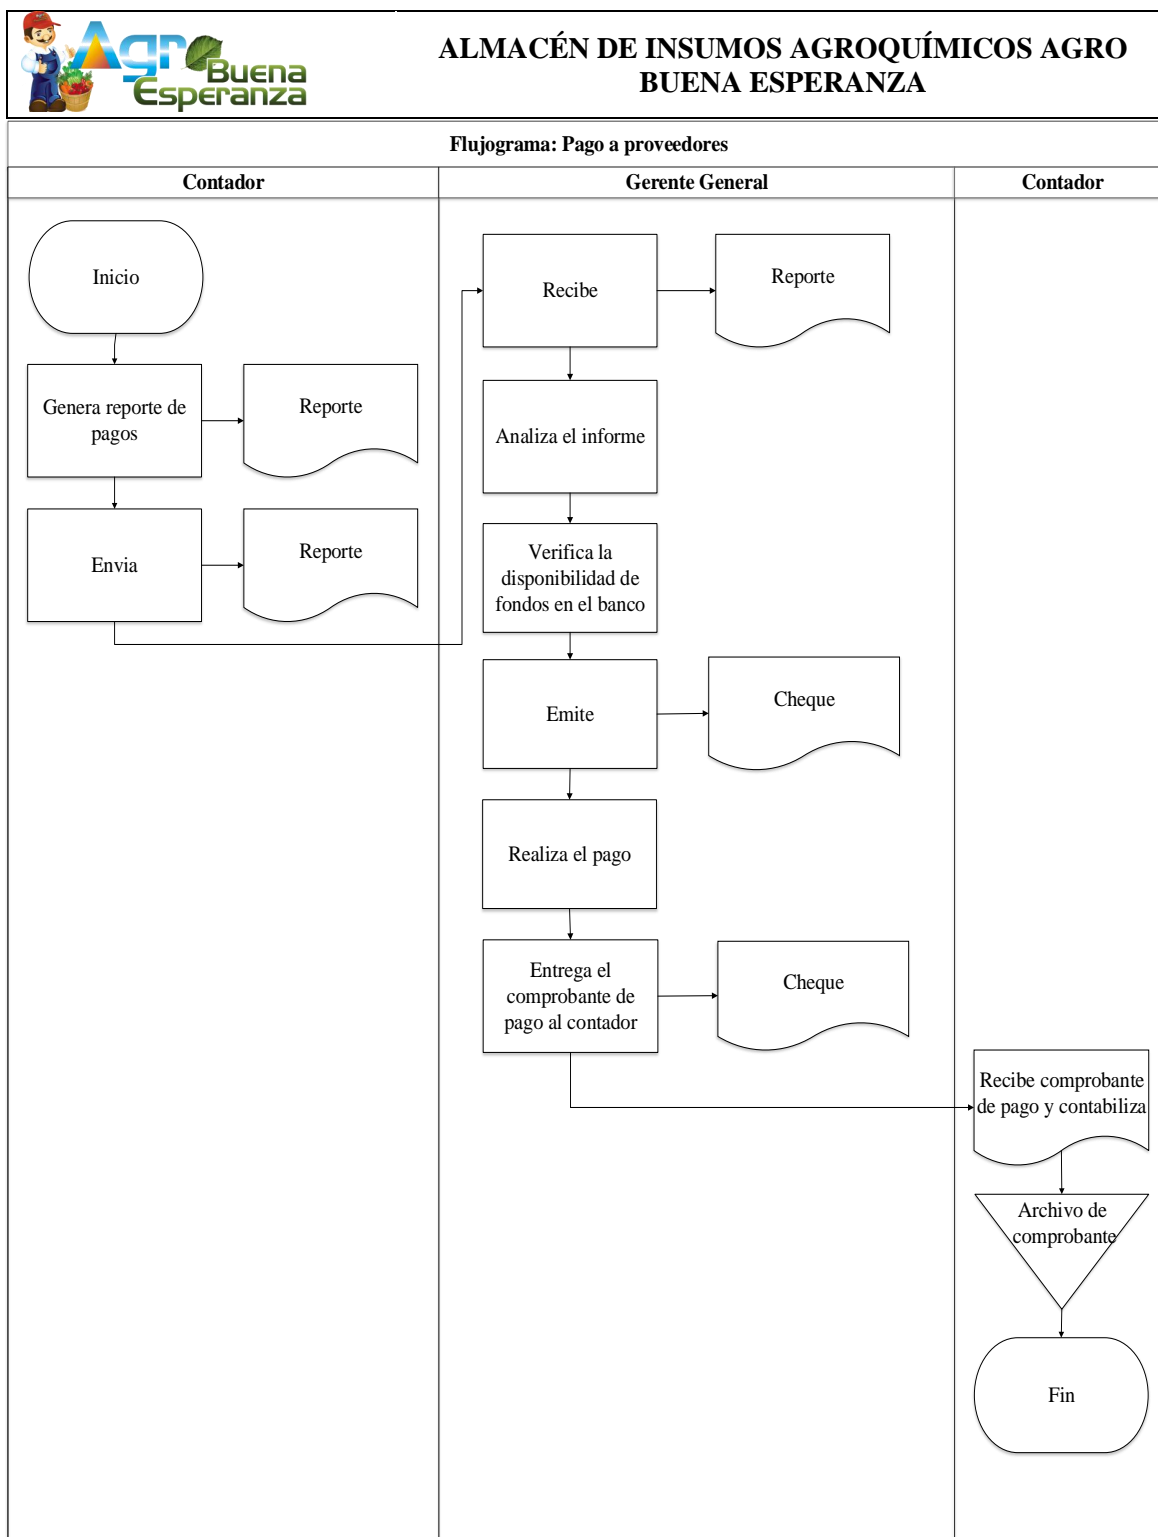 Agro
Buena
Esperanza
ALMACÉN DE INSUMOS AGROQUÍMICOS AGRO
BUENA ESPERANZA
Flujograma: Pago a proveedores
Contador
Gerente General
Contador
Inicio
Genera reporte de
pagos
Reporte
Envia
Reporte
Recibe
Reporte
Analiza el informe
Verifica la
disponibilidad de
fondos en el banco
Emite
Cheque
Realiza el pago
Entrega el
comprobante de
pago al contador
Cheque
Recibe comprobante
de pago y contabiliza
Archivo de
comprobante
Fin